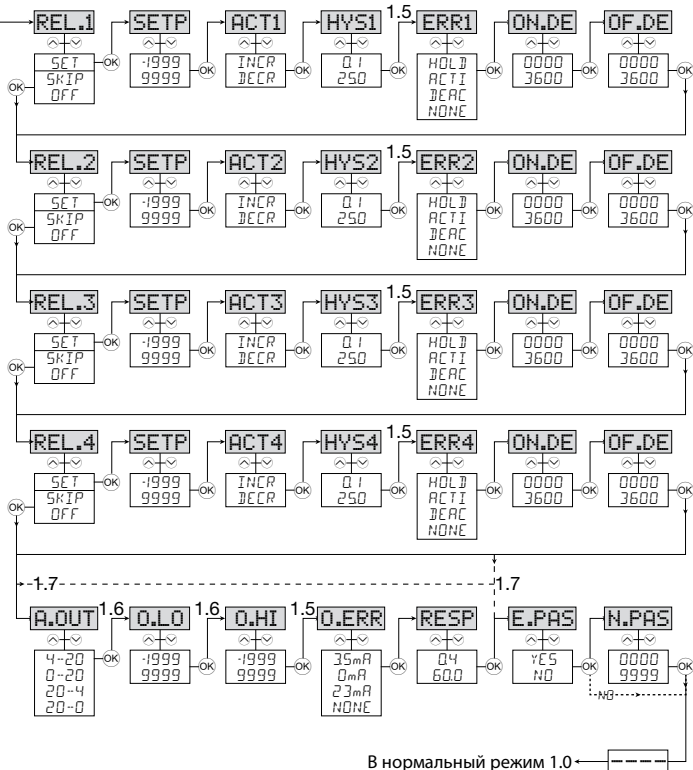 REL.1 SETP ACT1 HYS1 1.5 ERR1 ON.DE OF.DE
SET -1999 INCR 0.1 HOLD 0000 0000
SKIP 9999 DECR 25.0 ACTI 3600 3600
OFF DEAC
NONE
OK OK OK OK OK OK OK OK
REL.2 SETP ACT2 HYS2 1.5 ERR2 ON.DE OF.DE
SET -1999 INCR 0.1 HOLD 0000 0000
SKIP 9999 DECR 25.0 ACTI 3600 3600
OFF DEAC
NONE
OK OK OK OK OK OK OK OK
REL.3 SETP ACT3 HYS3 1.5 ERR3 ON.DE OF.DE
SET -1999 INCR 0.1 HOLD 0000 0000
SKIP 9999 DECR 25.0 ACTI 3600 3600
OFF DEAC
NONE
OK OK OK OK OK OK OK OK
REL.4 SETP ACT4 HYS4 1.5 ERR4 ON.DE OF.DE
SET -1999 INCR 0.1 HOLD 0000 0000
SKIP 9999 DECR 25.0 ACTI 3600 3600
OFF DEAC
NONE
OK OK OK OK OK OK OK OK
1.7 1.7
A.OUT 1.6 O.LO 1.6 O.HI 1.5 O.ERR RESP E.PAS N.PAS
4-20 -1999 -1999 3.5mA 0.4 YES 0000
0-20 9999 9999 0mA 60.0 NO 9999
20-4 23mA
20-0 NONE
OK OK OK OK OK OK
NO
В нормальный режим 1.0 ----